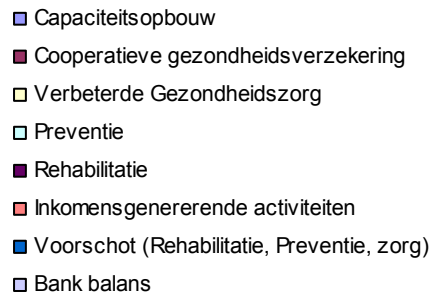 Capaciteitsopbouw
Cooperatieve gezondheidsverzekering
Verbeterde Gezondheidszorg
Preventie
Rehabilitatie
Inkomensgenererende activiteiten
Voorschot (Rehabilitatie, Preventie, zorg)
Bank balans